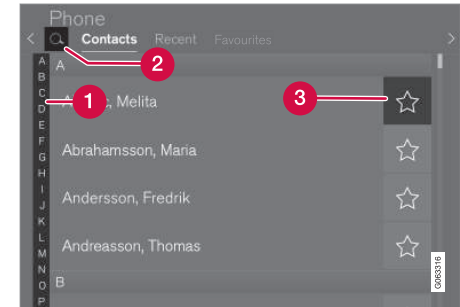 Phone
Contacts Recent Favourites
2
A
B
C
D
E
F
G
H
I
J
K
L
M
N
O
P
A
1
Melita
3
Abrahamsson, Maria
Andersson, Fredrik
Andreasson, Thomas
B
G063316